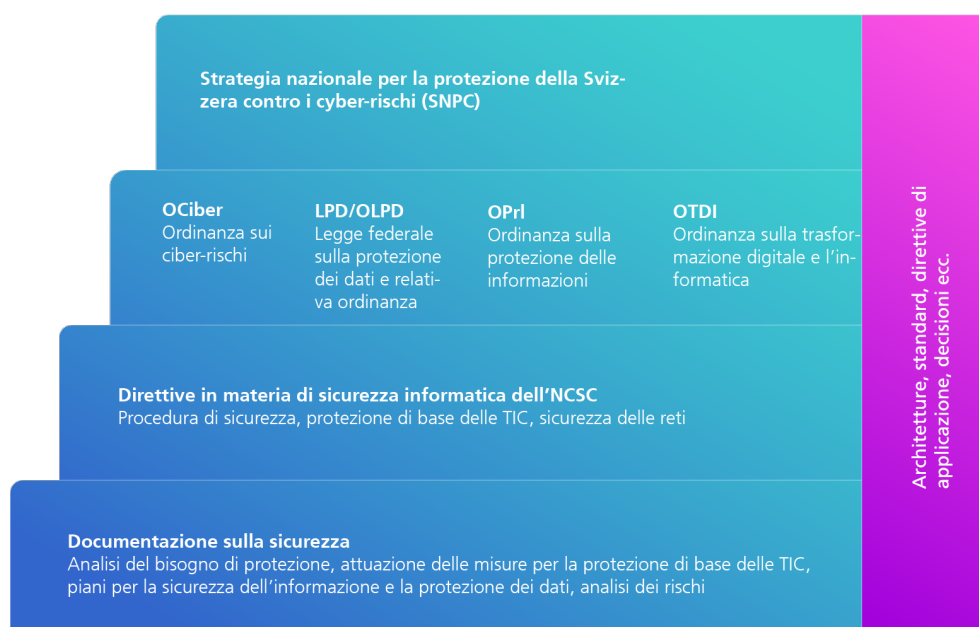 Strategia nazionale per la protezione della Sviz-
zera contro i cyber-rischi (SNPC)
OCiber
Ordinanza sui
ciber-rischi
LPD/OLPD
Legge federale
sulla protezione
dei dati e relati-
va ordinanza
OPrl
Ordinanza sulla
protezione delle
informazioni
OTDI
Ordinanza sulla trasfor-
mazione digitale e l’in-
formatica
Direttive in materia di sicurezza informatica dell’NCSC
Procedura di sicurezza, protezione di base delle TIC, sicurezza delle reti
Documentazione sulla sicurezza
Analisi del bisogno di protezione, attuazione delle misure per la protezione di base delle TIC,
piani per la sicurezza dell’informazione e la protezione dei dati, analisi dei rischi
Architetture, standard, direttive di
applicazione, decisioni ecc.